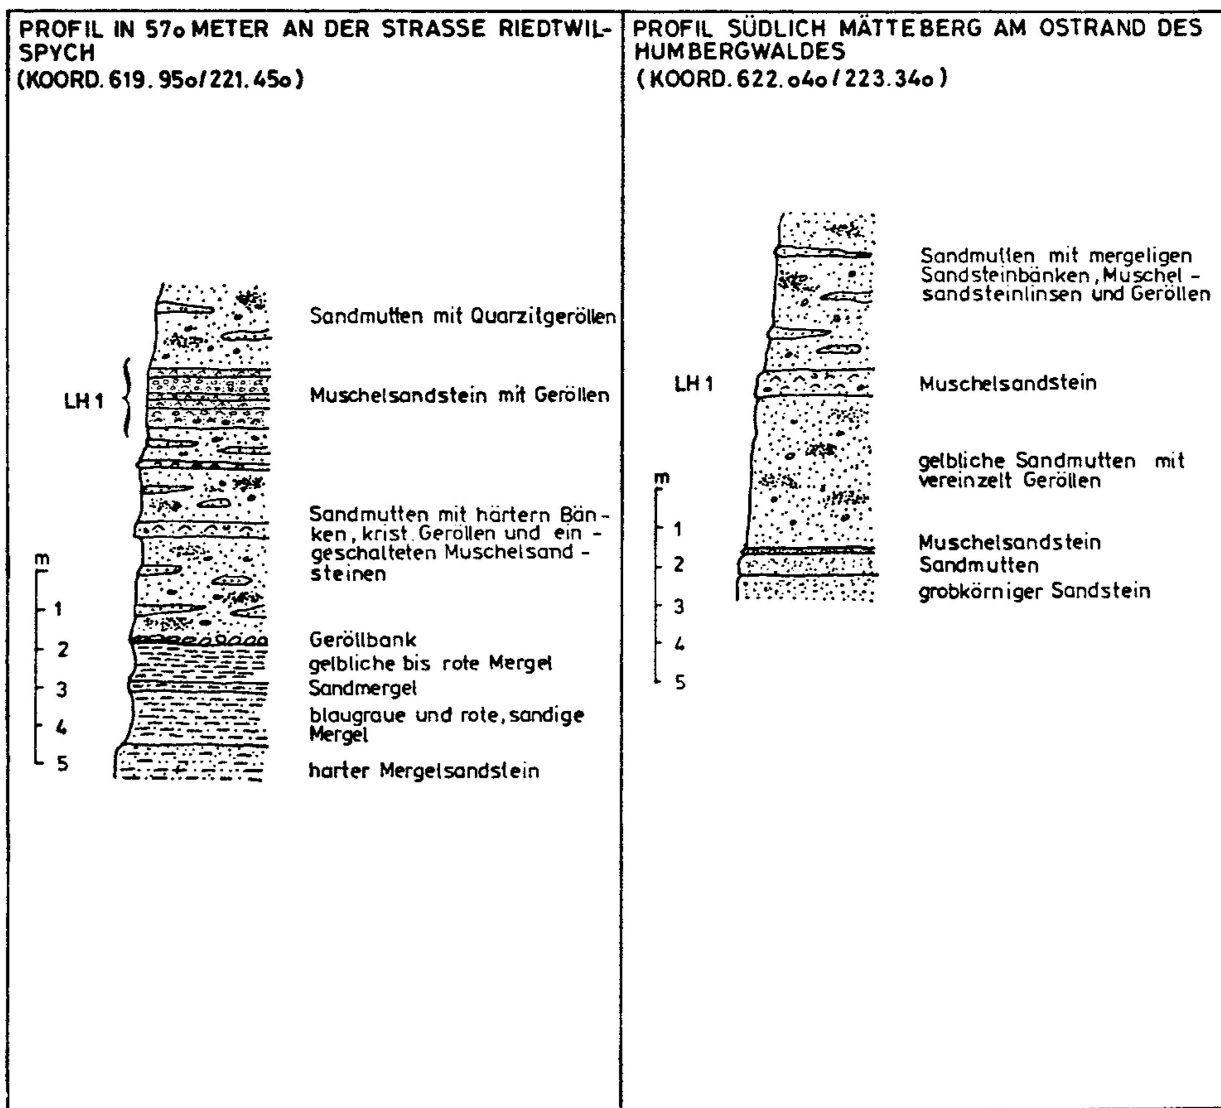 PROFIL IN 57o METER AN DER STRASSE RIEDTWIL-
SPYCH
(KOORD. 619.95o/221.45o)
Sandmutten mit Quarzitgeröllen
LH 1
Muschelsandstein mit Geröllen
Sandmutten mit härtern Bän-
ken, krist. Geröllen und ein-
geschalteten Muschelsand-
steinen
m
1
2
3
4
5
Geröllbank
gelbliche bis rote Mergel
Sandmergel
blaugraue und rote, sandige
Mergel
harter Mergelsandstein
PROFIL SÜDLICH MÄTTEBERG AM OSTRAND DES
HUMBERGWALDES
(KOORD. 622.o4o/223.34o)
Sandmutten mit mergeligen
Sandsteinbänken, Muschel-
sandsteinlinsen und Geröllen
LH 1
Muschelsandstein
gelbliche Sandmutten mit
vereinzelt Geröllen
m
1
2
3
4
5
Muschelsandstein
Sandmutten
grobkörniger Sandstein